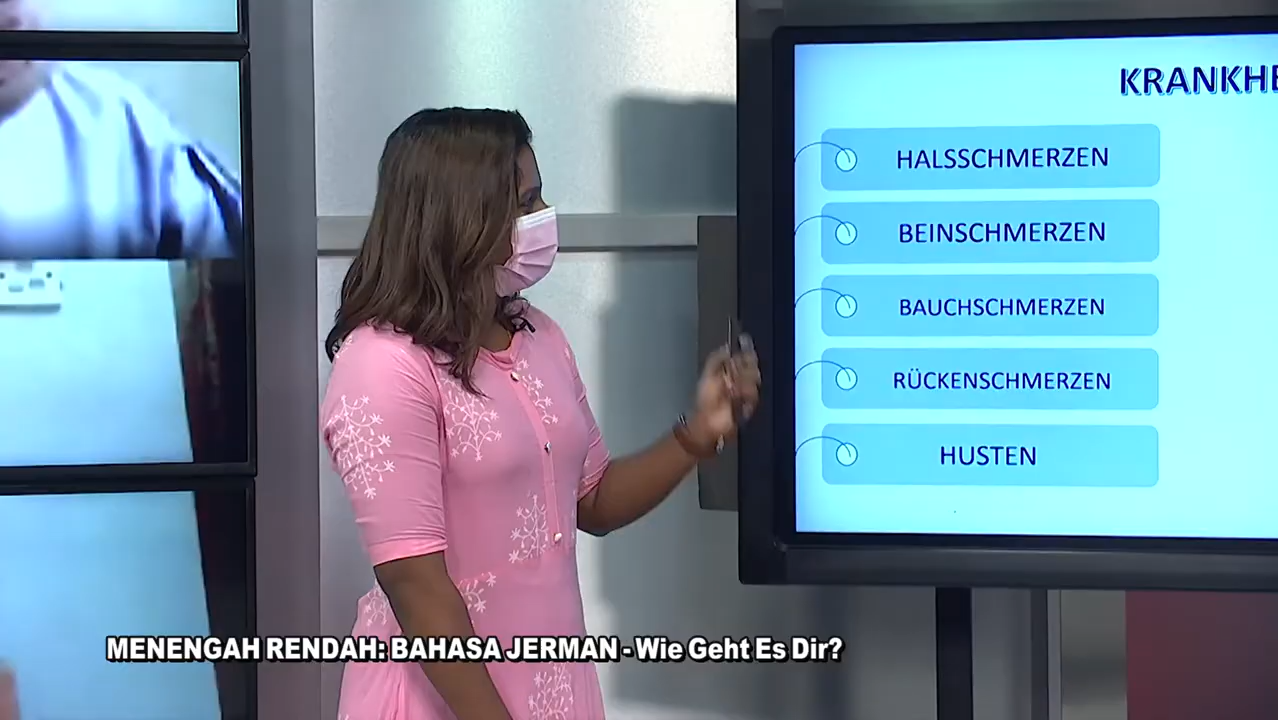 KRANKHE
HALSSCHMERZEN
BEINSCHMERZEN
BAUCHSCHMERZEN
RÜCKENSCHMERZEN
HUSTEN
MENENGAH RENDAH: BAHASA JERMAN - Wie Geht Es Dir?